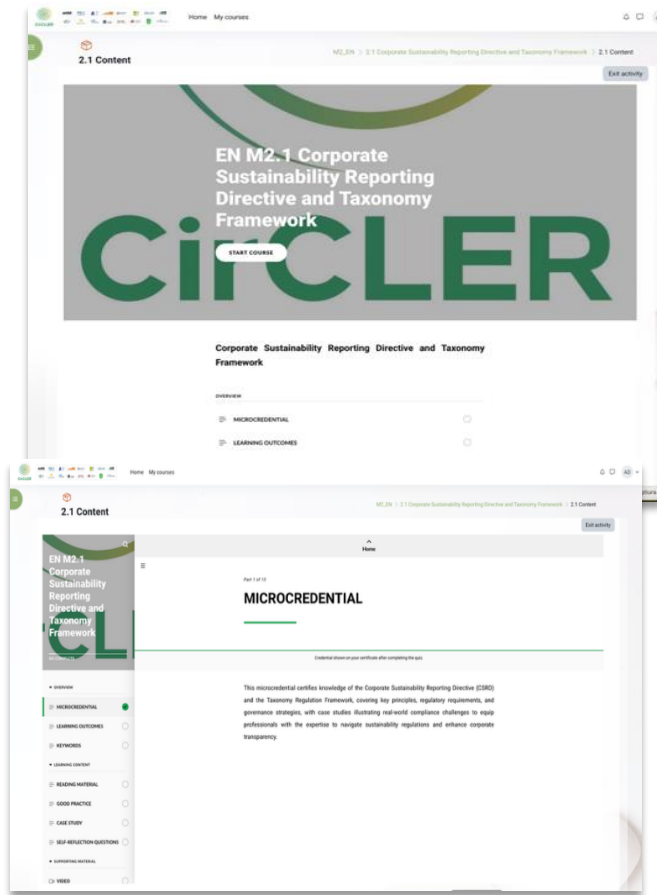 Home My courses
2.1 Content
M2_EN > 2.1 Corporate Sustainability Reporting Directive and Taxonomy Framework > 2.1 Content
Exit activity
EN M2.1 Corporate
Sustainability Reporting
Directive and Taxonomy
Framework
START COURSE
CirCLER
Corporate Sustainability Reporting Directive and Taxonomy
Framework
OVERVIEW
MICROCREDENTIAL
LEARNING OUTCOMES
Home My courses
AD
2.1 Content
M2_EN > 2.1 Corporate Sustainability Reporting Directive and Taxonomy Framework > 2.1 Content
Exit activity
EN M2.1
Corporate
Sustainability
Reporting
Directive and
Taxonomy
Framework
Home
Part 1 of 10
MICROCREDENTIAL
Credential shown on your certificate after completing the quiz.
This microcredential certifies knowledge of the Corporate Sustainability Reporting Directive (CSRD)
and the Taxonomy Regulation Framework, covering key principles, regulatory requirements, and
governance strategies, with case studies illustrating real-world compliance challenges to equip
professionals with the expertise to navigate sustainability regulations and enhance corporate
transparency.
OVERVIEW
MICROCREDENTIAL
LEARNING OUTCOMES
KEYWORDS
LEARNING CONTENT
READING MATERIAL
GOOD PRACTICE
CASE STUDY
SELF-REFLECTION QUESTIONS
SUPPORTING MATERIAL
VIDEO